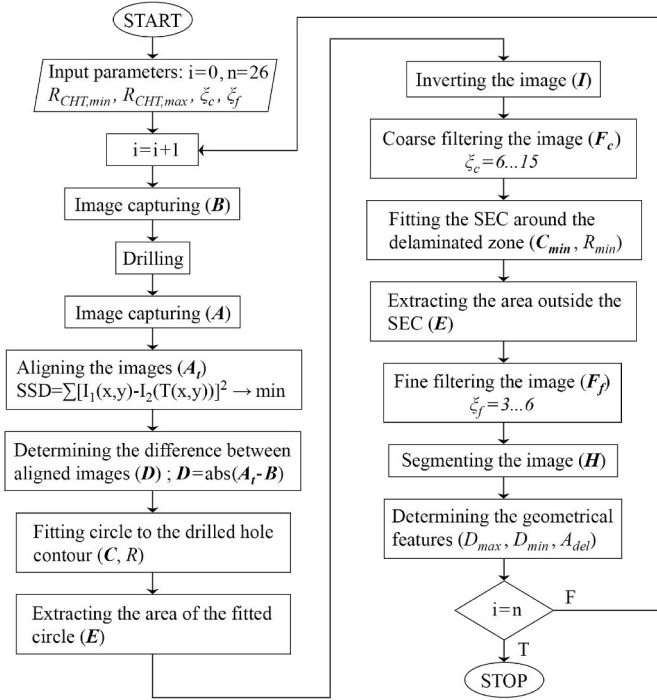 START
Input parameters: i=0, n=26
R_CHT,min, R_CHT,max, ξ_c, ξ_f
i=i+1
Image capturing (B)
Drilling
Image capturing (A)
Aligning the images (A_t)
SSD=∑[I₁(x,y)-I₂(T(x,y))]² → min
Determining the difference between
aligned images (D) ; D=abs(A_t-B)
Fitting circle to the drilled hole
contour (C, R)
Extracting the area of the fitted
circle (E)
Inverting the image (I)
Coarse filtering the image (F_c)
ξ_c=6...15
Fitting the SEC around the
delaminated zone (C_min, R_min)
Extracting the area outside the
SEC (E)
Fine filtering the image (F_f)
ξ_f=3...6
Segmenting the image (H)
Determining the geometrical
features (D_max, D_min, A_del)
i=n
F
T
STOP